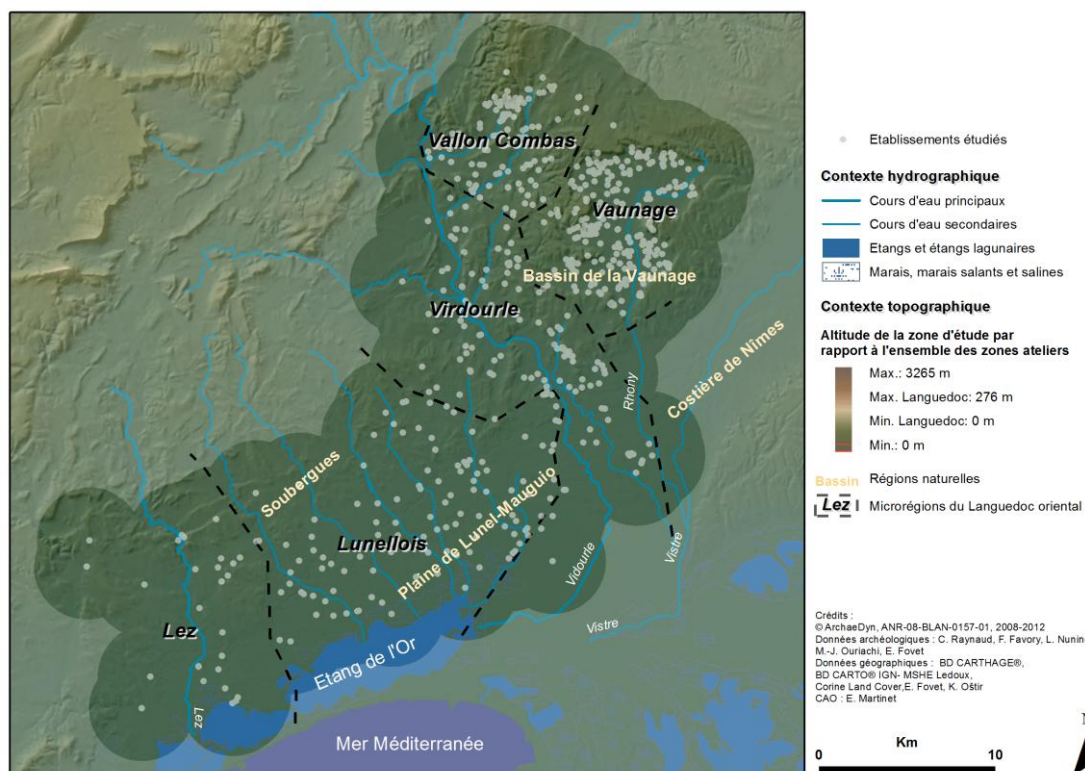 Vallon Combas
Vaunage
Bassin de la Vaunage
Virdourle
Costière de Nîmes
Rhony
Soubergues
Lunellois
Plaine de Lunel-Mauguio
Vidourle
Vistre
Vistre
Lez
Lez
Etang de l'Or
Mer Méditerranée
Etablissements étudiés
Contexte hydrographique
Cours d'eau principaux
Cours d'eau secondaires
Etangs et étangs lagunaires
Marais, marais salants et salines
Contexte topographique
Altitude de la zone d'étude par
rapport à l'ensemble des zones ateliers
Max.: 3265 m
Max. Languedoc: 276 m
Min. Languedoc: 0 m
Min.: 0 m
Bassin Régions naturelles
Lez Microrégions du Languedoc oriental
Crédits :
© ArchaeDyn, ANR-08-BLAN-0157-01, 2008-2012
Données archéologiques : C. Raynaud, F. Favory, L. Nunin
M.-J. Ouriachi, E. Fovet
Données géographiques : BD CARTHAGE®,
BD CARTO® IGN- MSHE Ledoux,
Corine Land Cover,E. Fovet, K. Oštir
CAO : E. Martinet
N
Km
0 10